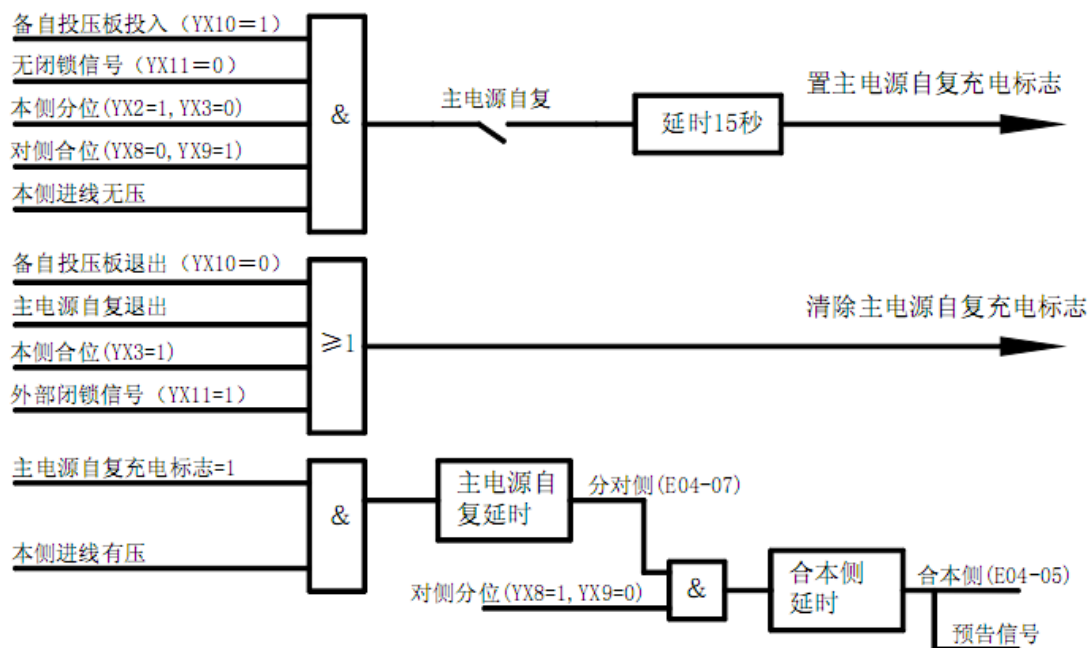 备自投压板投入（YX10＝1）
无闭锁信号（YX11＝0）
本侧分位(YX2=1,YX3=0)
对侧合位(YX8=0,YX9=1)
本侧进线无压
&
主电源自复
延时15秒
置主电源自复充电标志
备自投压板退出（YX10＝0）
主电源自复退出
本侧合位(YX3=1)
外部闭锁信号（YX11=1）
≥1
清除主电源自复充电标志
主电源自复充电标志=1
本侧进线有压
&
主电源自
复延时
分对侧(E04-07)
对侧分位(YX8=1,YX9=0)
&
合本侧
延时
合本侧(E04-05)
预告信号